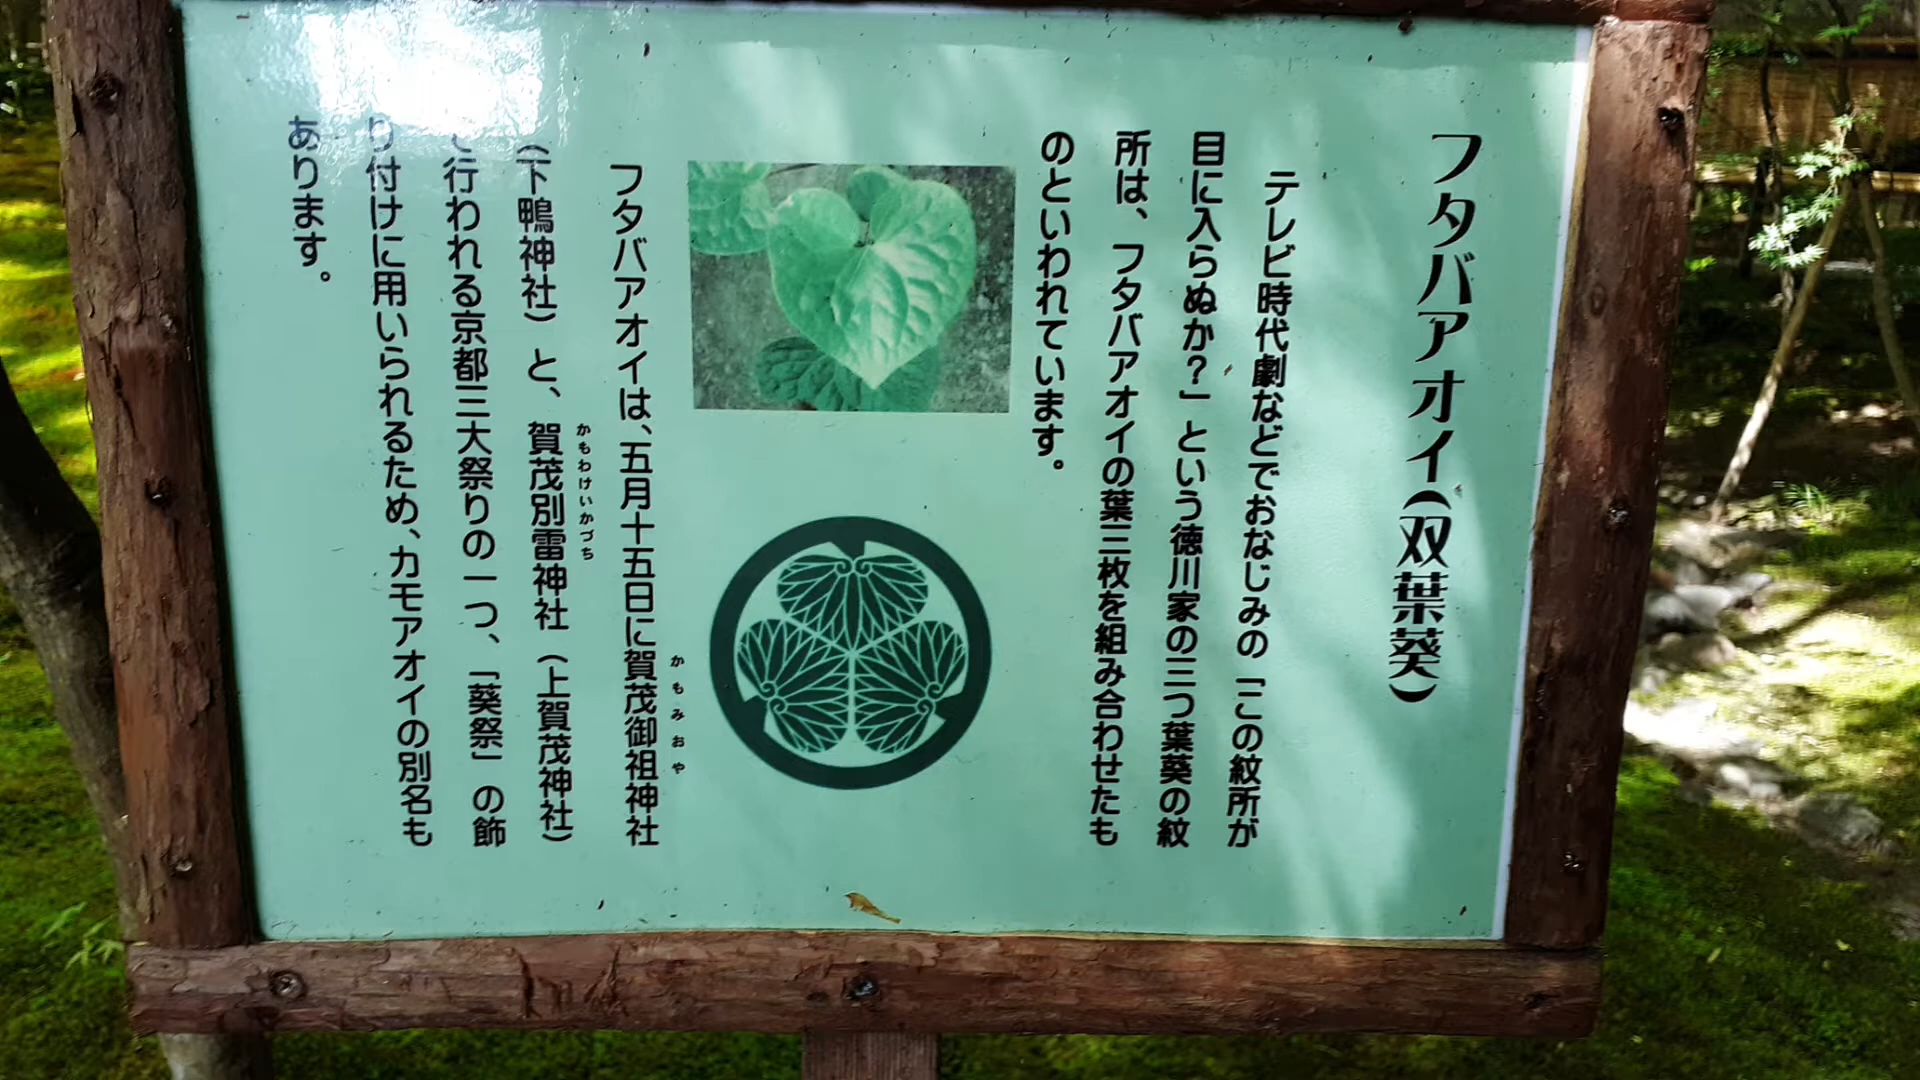 フタバアオイ(双葉葵)
テレビ時代劇などでおなじみの「この紋所が
目に入らぬか?」という徳川家の三つ葉葵の紋
所は、フタバアオイの葉三枚を組み合わせたも
のといわれています。
フタバアオイは、五月十五日に賀茂御祖神社
かもみおや
(下鴨神社)と、賀茂別雷神社(上賀茂神社)
かもわけいかづち
行われる京都三大祭りの一つ、「葵祭」の飾
り付けに用いられるため、カモアオイの別名も
あります。